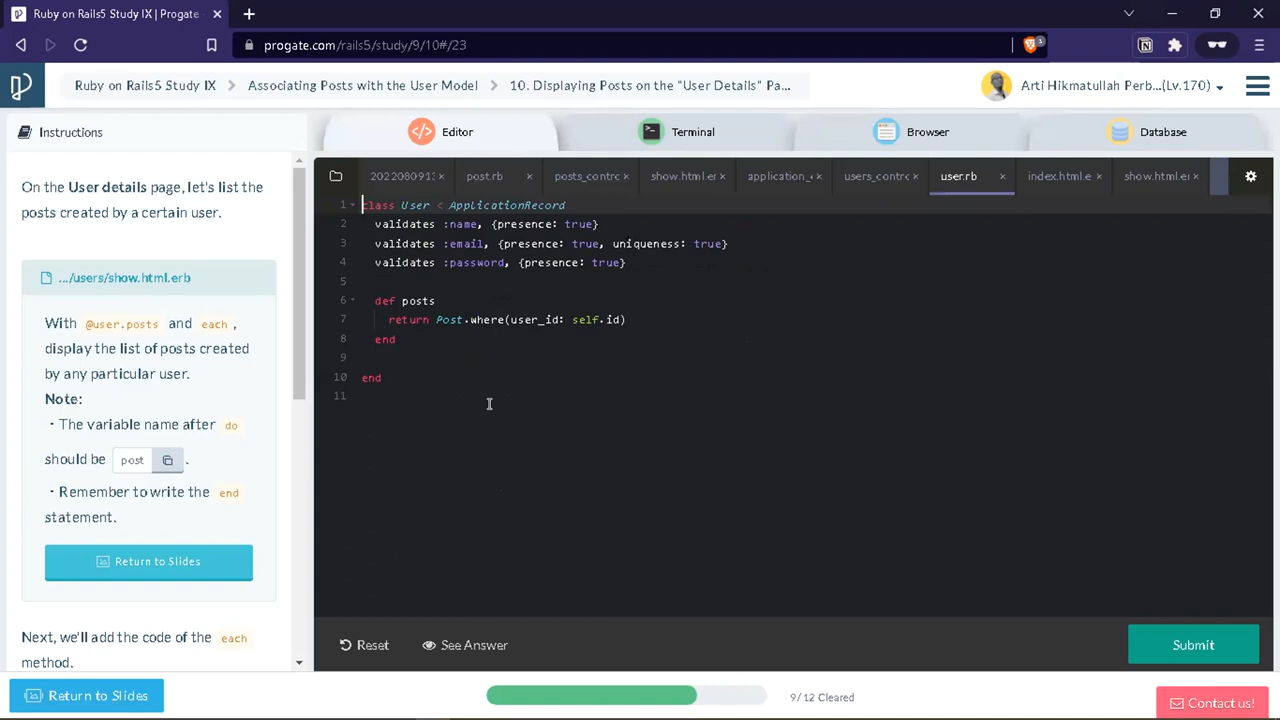 Ruby on Rails5 Study IX | Progate
progate.com/rails5/study/9/10#/23
3
Ruby on Rails5 Study IX
Associating Posts with the User Model
10. Displaying Posts on the "User Details" Pa...
Arti Hikmatullah Perb...(Lv.170)
Instructions
Editor
Terminal
Browser
Database
On the User details page, let's list the
posts created by a certain user.
.../users/show.html.erb
With @user.posts and each ,
display the list of posts created
by any particular user.
Note:
・The variable name after do
should be post .
・Remember to write the end
statement.
Return to Slides
Next, we'll add the code of the each
method.
2022080913
post.rb
posts_contrc
show.html.er
application_c
users_contrc
user.rb
index.html.e
show.html.er
1 class User < ApplicationRecord
2 validates :name, {presence: true}
3 validates :email, {presence: true, uniqueness: true}
4 validates :password, {presence: true}
5
6 def posts
7 return Post.where(user_id: self.id)
8 end
9
10 end
11
Reset
See Answer
Submit
Return to Slides
9/12 Cleared
Contact us!